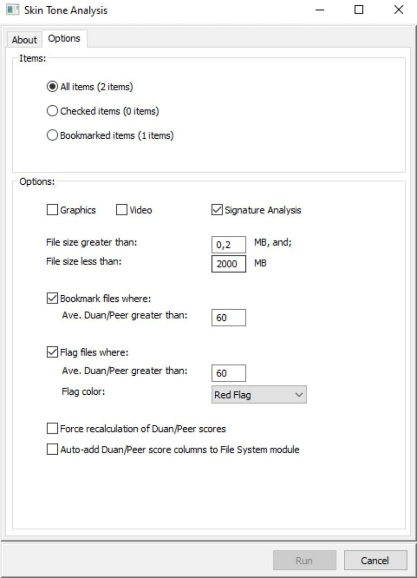 Skin Tone Analysis
About Options
Items:
All items (2 items)
Checked items (0 items)
Bookmarked items (1 items)
Options:
Graphics Video Signature Analysis
File size greater than: 0,2 MB, and;
File size less than: 2000 MB
Bookmark files where:
Ave. Duan/Peer greater than: 60
Flag files where:
Ave. Duan/Peer greater than: 60
Flag color: Red Flag
Force recalculation of Duan/Peer scores
Auto-add Duan/Peer score columns to File System module
Run Cancel